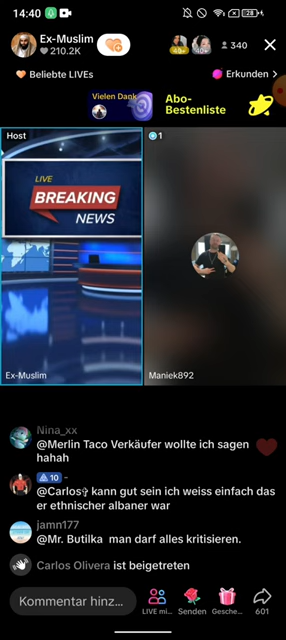 14:40
28
Ex-Muslim
210.2K
40+
40+
340
Beliebte LIVEs
Erkunden >
Vielen Dank
Abo-
Bestenliste
Host
1
LIVE
BREAKING
NEWS
Ex-Muslim
Maniek892
Nina_xx
@Merlin Taco Verkäufer wollte ich sagen
hahah
10 -
@Carlos✞ kann gut sein ich weiss einfach das
er ethnischer albaner war
jamn177
@Mr. Butilka man darf alles kritisieren.
Carlos Olivera ist beigetreten
Kommentar hinz...
LIVE mi...
Senden
Gesche...
601